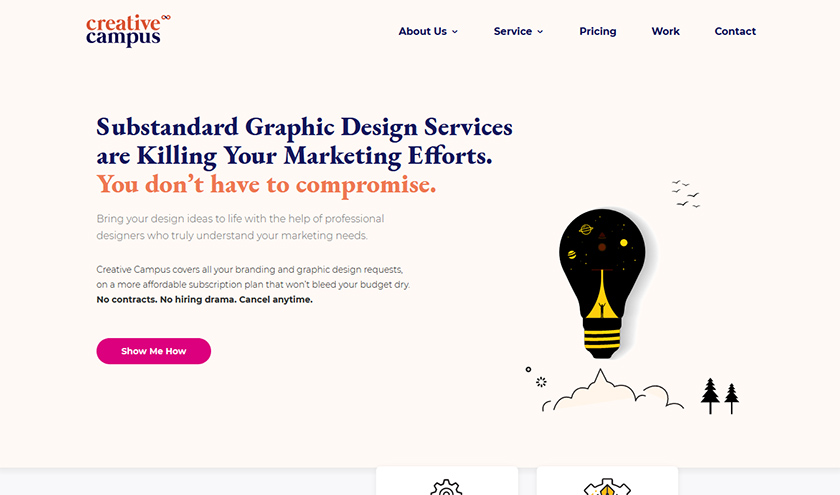 creative
campus
About Us
Service
Pricing
Work
Contact
Substandard Graphic Design Services
are Killing Your Marketing Efforts.
You don't have to compromise.
Bring your design ideas to life with the help of professional
designers who truly understand your marketing needs.
Creative Campus covers all your branding and graphic design requests,
on a more affordable subscription plan that won't bleed your budget dry.
No contracts. No hiring drama. Cancel anytime.
Show Me How